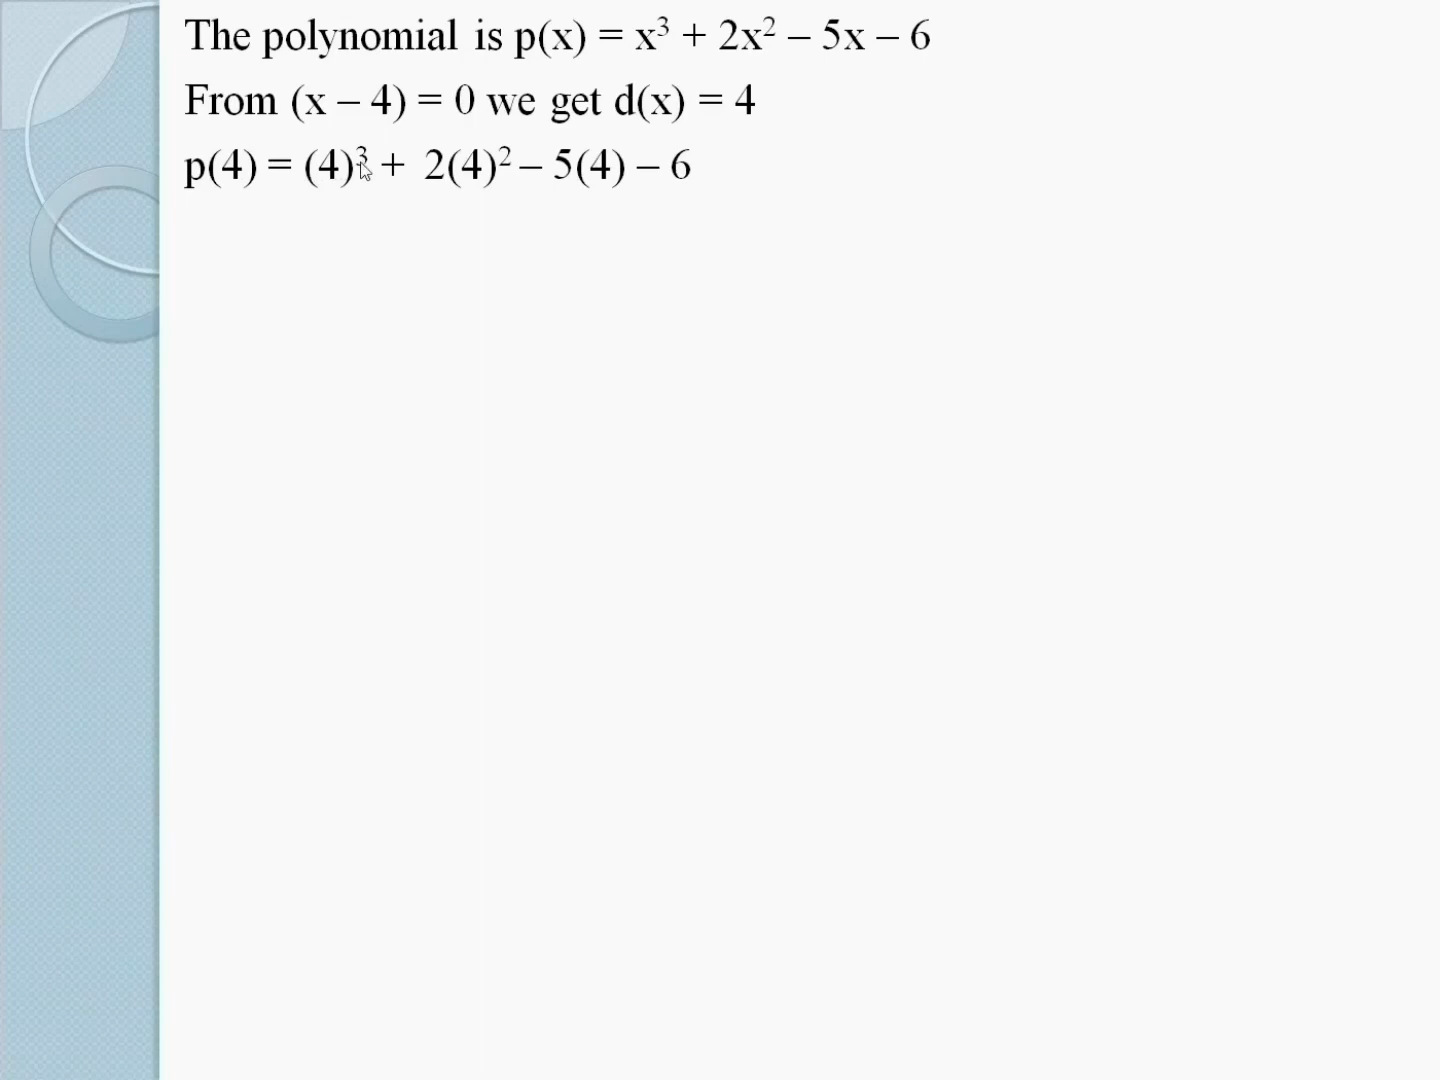 The polynomial is p(x) = x³ + 2x² – 5x – 6
From (x – 4) = 0 we get d(x) = 4
p(4) = (4)³ + 2(4)² – 5(4) – 6